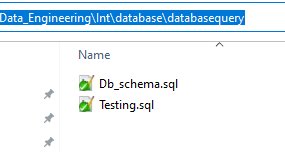 Data_Engineering\Int\database\databasequery
Name
Db_schema.sql
Testing.sql